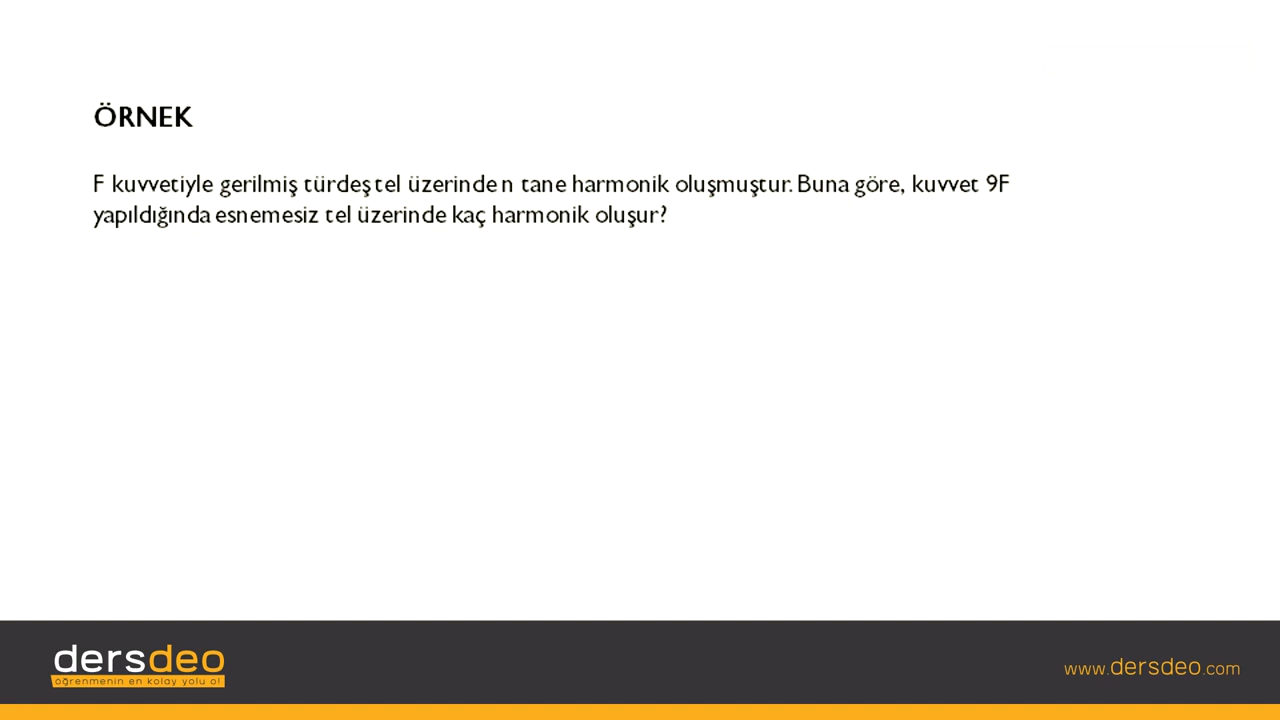 ÖRNEK
F kuvvetiyle gerilmiş türdeş tel üzerinde n tane harmonik oluşmuştur. Buna göre, kuvvet 9F
yapıldığında esnemesiz tel üzerinde kaç harmonik oluşur?
dersdeo
öğrenmenin en kolay yolu o!
www.dersdeo.com